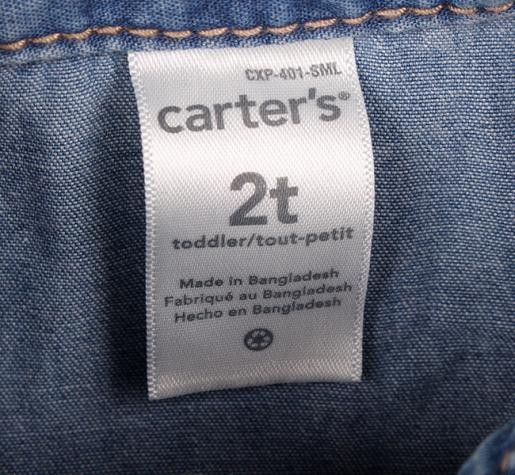 CXP-401-SML
carter's®
2t
toddler/tout-petit
Made in Bangladesh
Fabriqué au Bangladesh
Hecho en Bangladesh